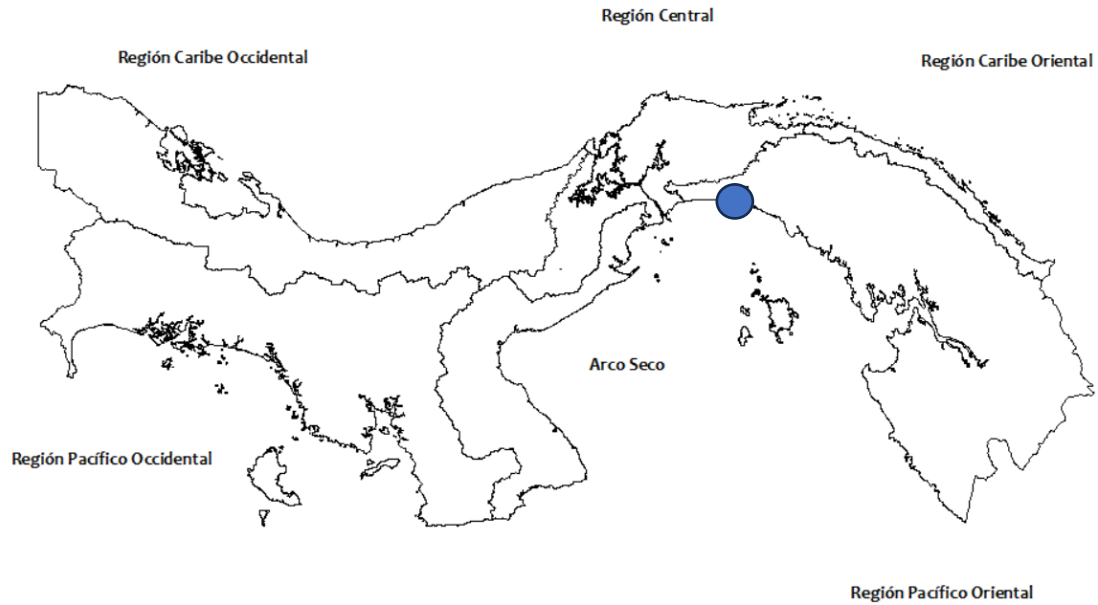 Región Central
Región Caribe Occidental
Región Caribe Oriental
Arco Seco
Región Pacífico Occidental
Región Pacífico Oriental